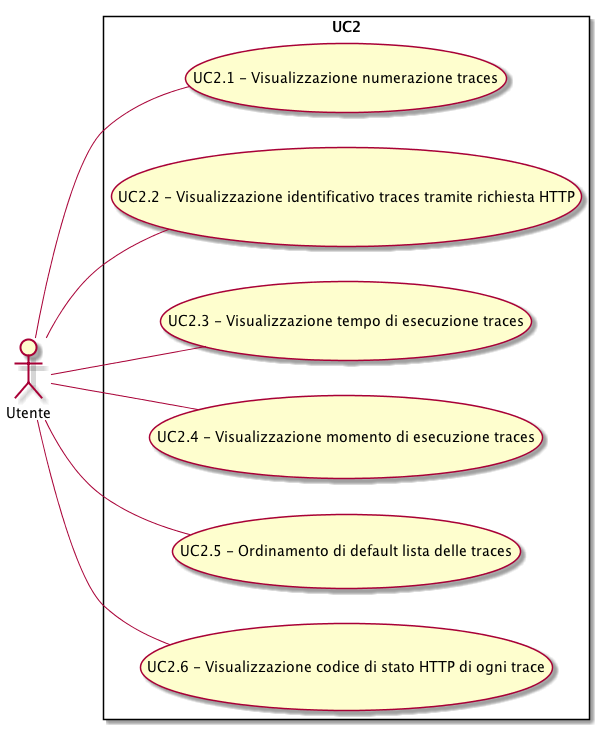 UC2
UC2.1 – Visualizzazione numerazione traces
UC2.2 – Visualizzazione identificativo traces tramite richiesta HTTP
UC2.3 – Visualizzazione tempo di esecuzione traces
Utente
UC2.4 – Visualizzazione momento di esecuzione traces
UC2.5 – Ordinamento di default lista delle traces
UC2.6 – Visualizzazione codice di stato HTTP di ogni trace